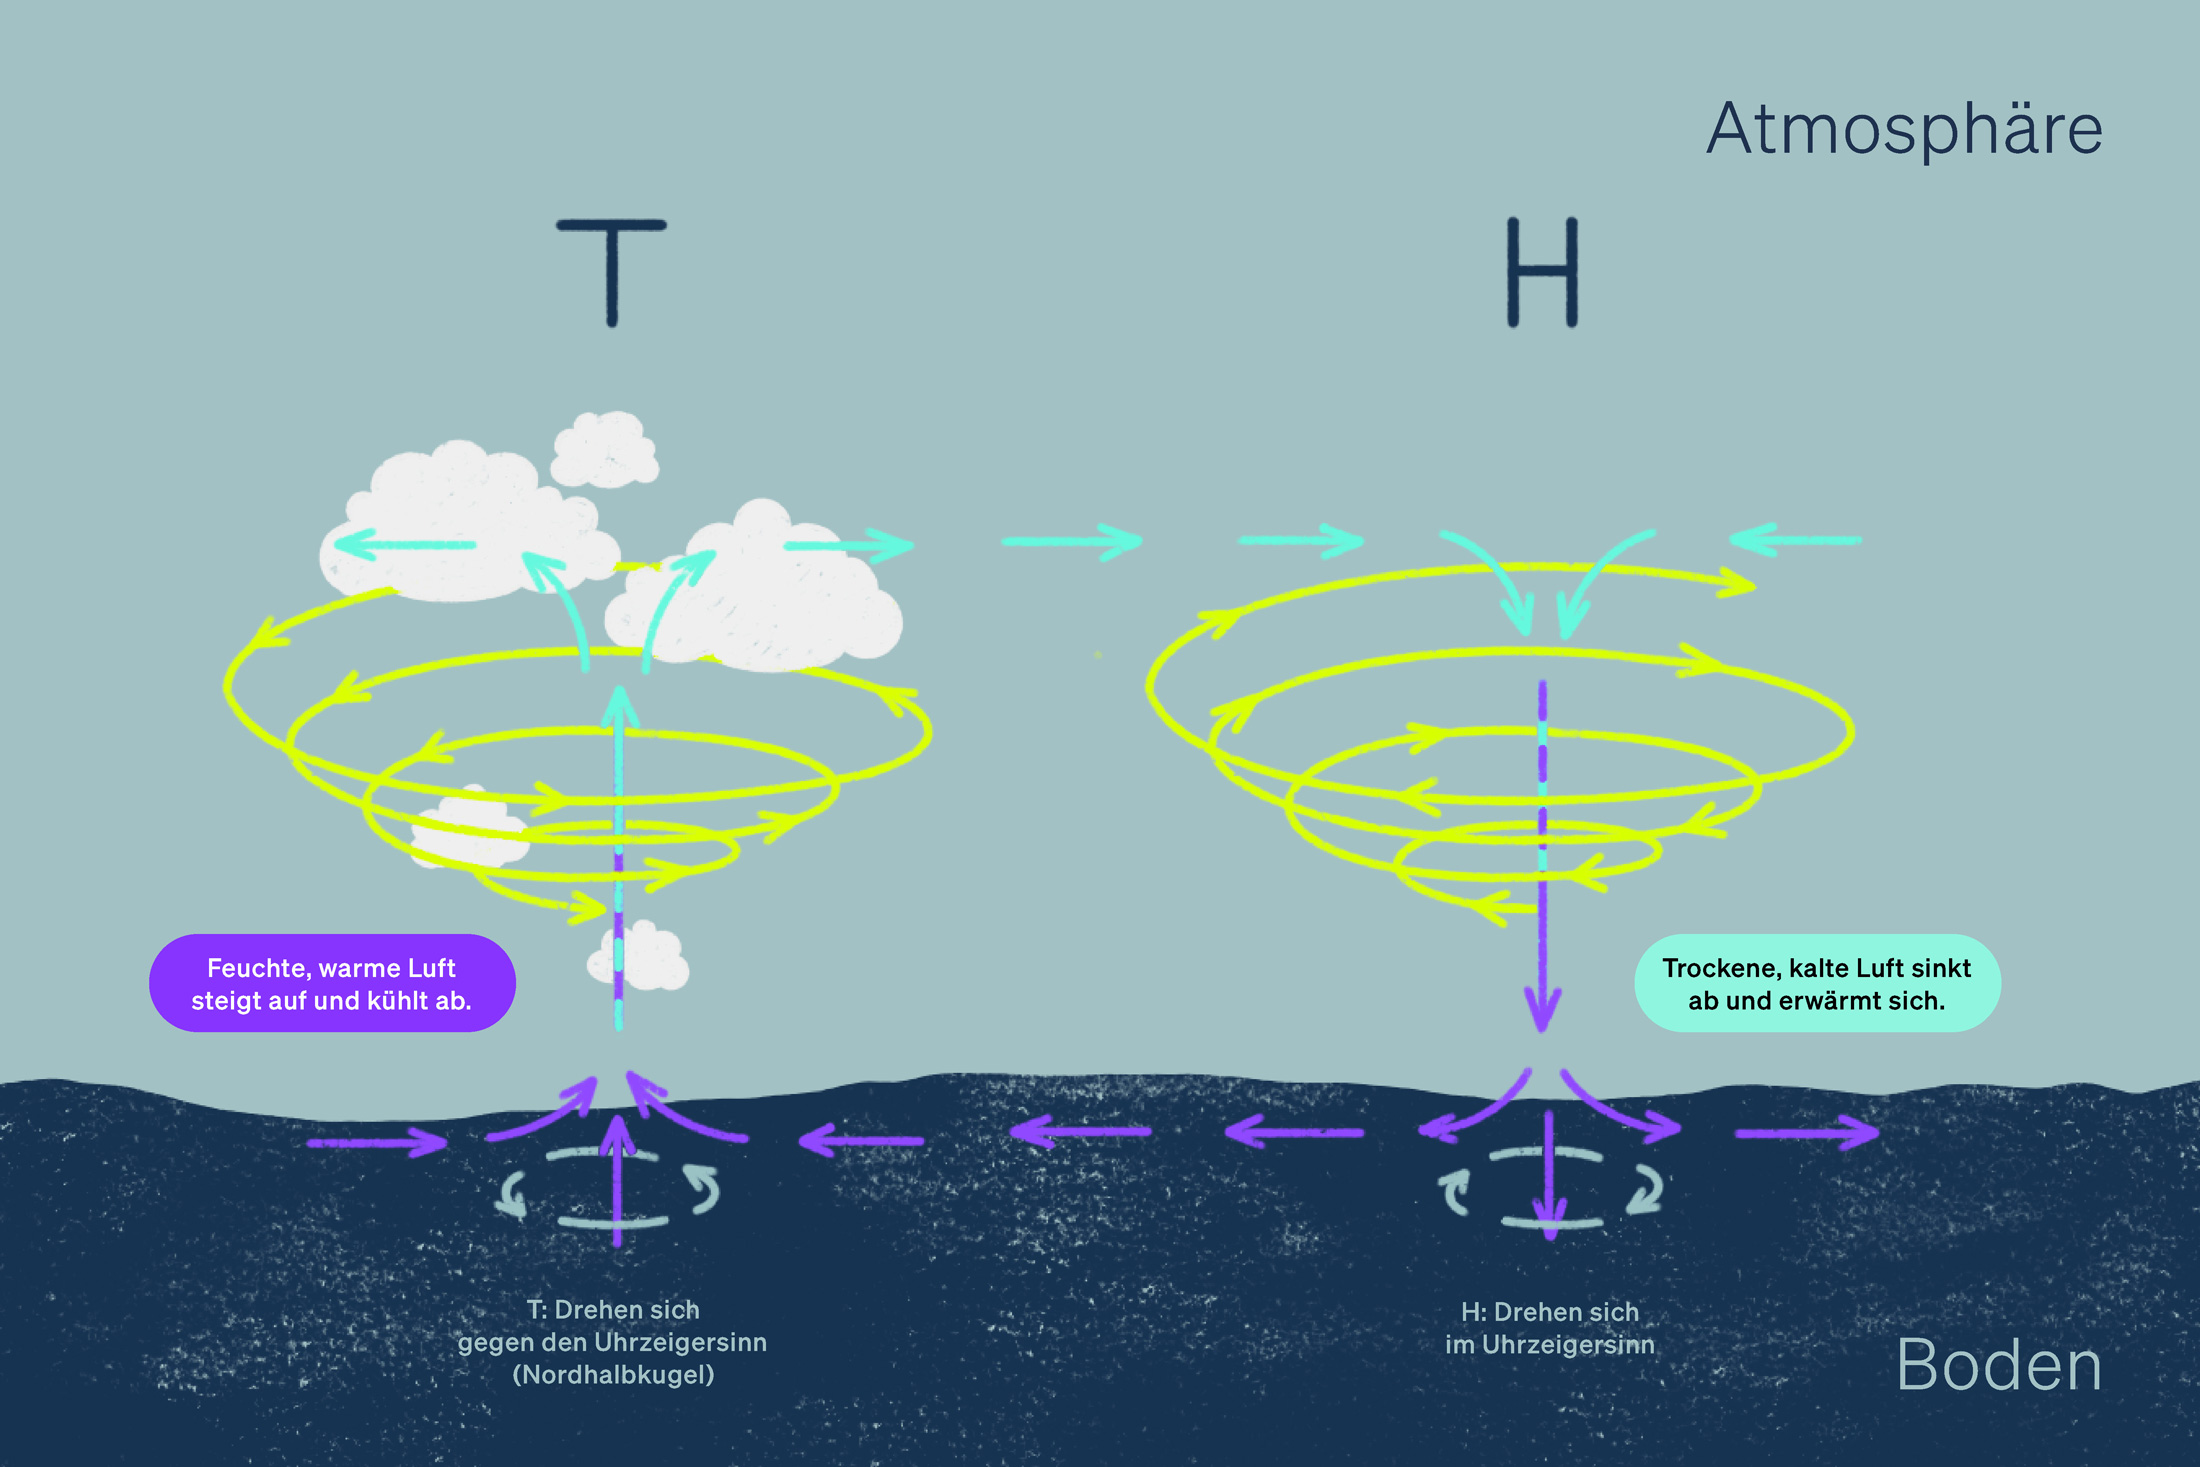 Atmosphäre
T
H
Feuchte, warme Luft
steigt auf und kühlt ab.
Trockene, kalte Luft sinkt
ab und erwärmt sich.
T: Drehen sich
gegen den Uhrzeigersinn
(Nordhalbkugel)
H: Drehen sich
im Uhrzeigersinn
Boden